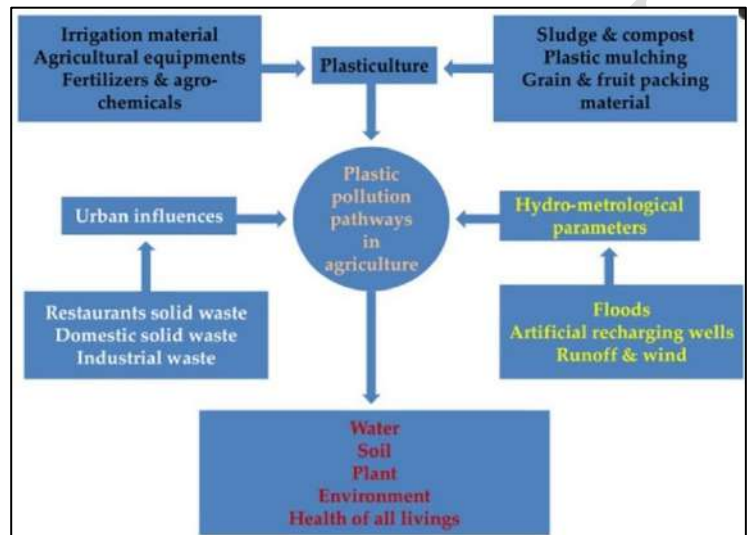 Irrigation material
Agricultural equipments
Fertilizers & agro-
chemicals
Plasticulture
Sludge & compost
Plastic mulching
Grain & fruit packing
material
Plastic
pollution
pathways
in
agriculture
Urban influences
Hydro-metrological
parameters
Restaurants solid waste
Domestic solid waste
Industrial waste
Floods
Artificial recharging wells
Runoff & wind
Water
Soil
Plant
Environment
Health of all livings